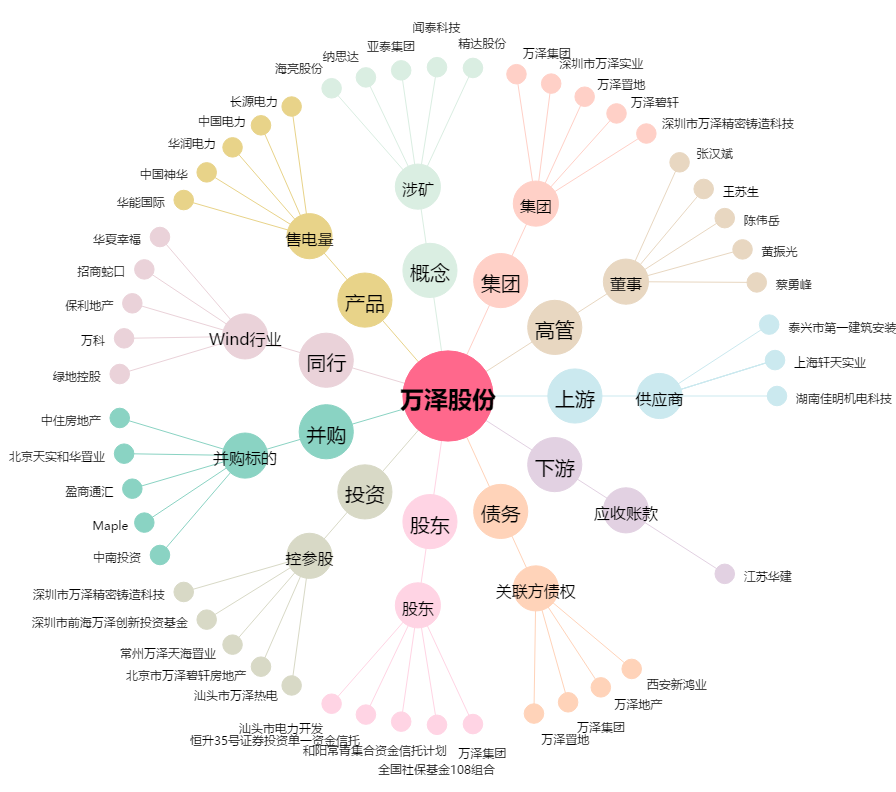 万泽股份
概念
涉矿
海亮股份
纳思达
亚泰集团
闻泰科技
精达股份
集团
集团
万泽集团
深圳市万泽实业
万泽置地
万泽碧轩
深圳市万泽精密铸造科技
高管
董事
张汉斌
王苏生
陈伟岳
黄振光
蔡勇峰
上游
供应商
泰兴市第一建筑安装
上海轩天实业
湖南佳明机电科技
下游
应收账款
江苏华建
债务
关联方债权
西安新鸿业
万泽地产
万泽集团
万泽置地
股东
股东
万泽集团
全国社保基金108组合
和阳常青集合资金信托计划
恒升35号证券投资单一资金信托
汕头市电力开发
投资
控参股
汕头市万泽热电
北京市万泽碧轩房地产
常州万泽天海置业
深圳市前海万泽创新投资基金
深圳市万泽精密铸造科技
并购
并购标的
中南投资
Maple
盈商通汇
北京天实和华置业
中住房地产
同行
Wind行业
绿地控股
万科
保利地产
招商蛇口
华夏幸福
产品
售电量
华能国际
中国神华
华润电力
中国电力
长源电力